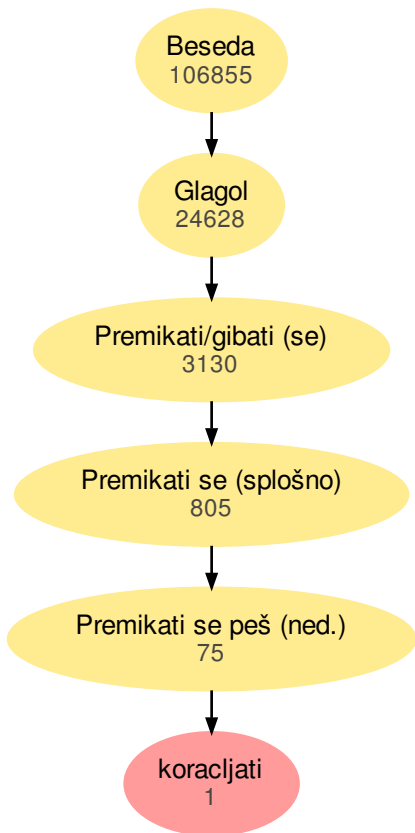 Beseda
106855
Glagol
24628
Premikati/gibati (se)
3130
Premikati se (splošno)
805
Premikati se peš (ned.)
75
koracljati
1